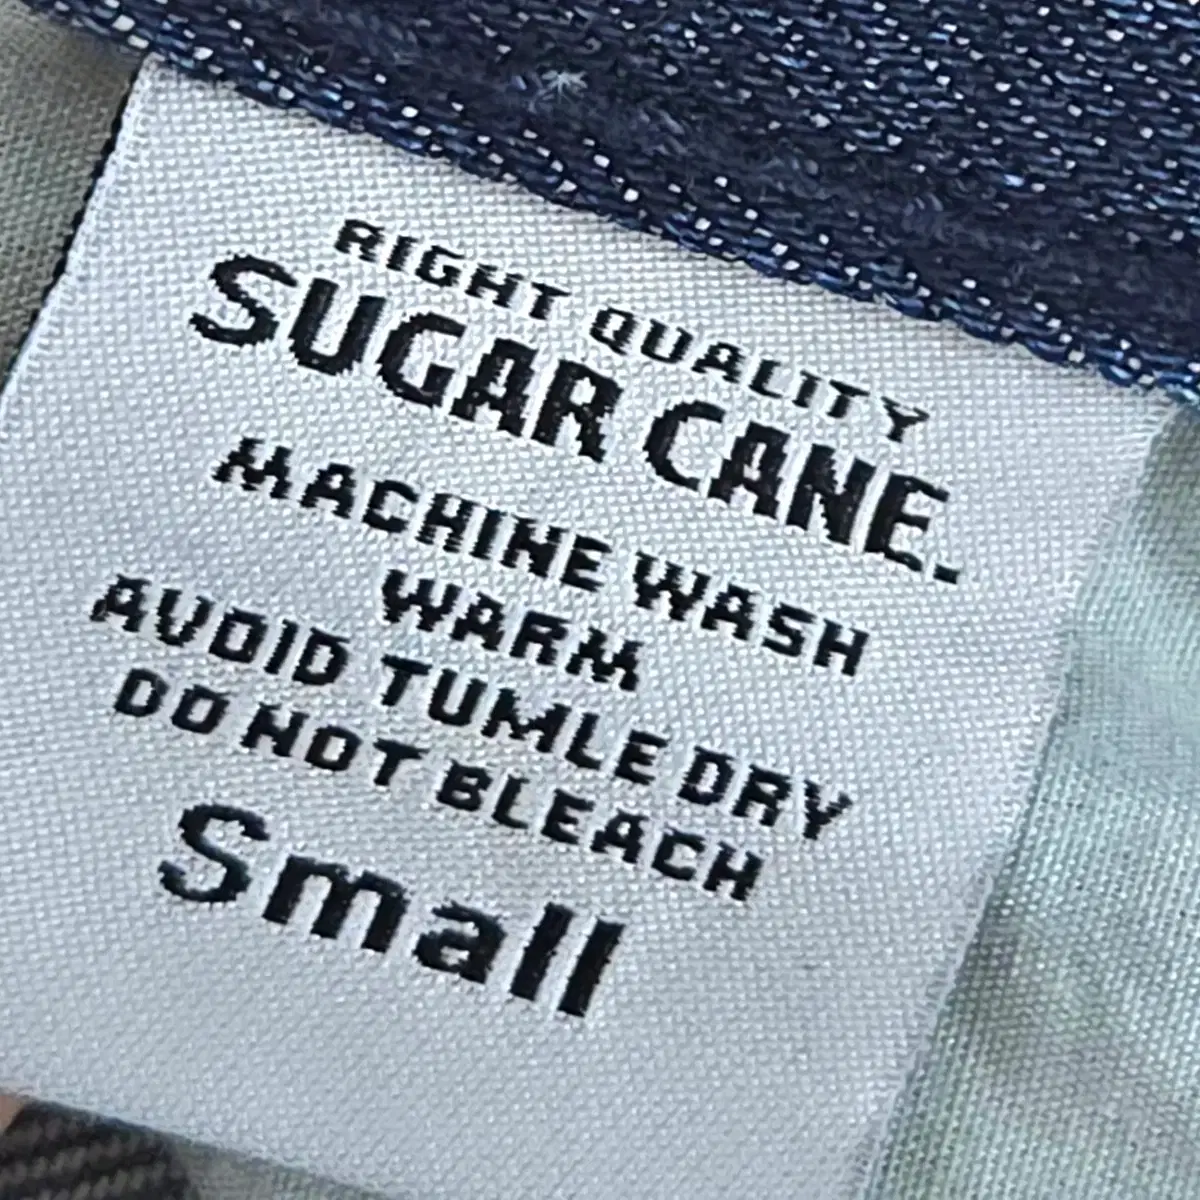 RIGHT QUALITY
SUGAR CANE.
MACHINE WASH
WARM
AVOID TUMLE DRY
DO NOT BLEACH
Small